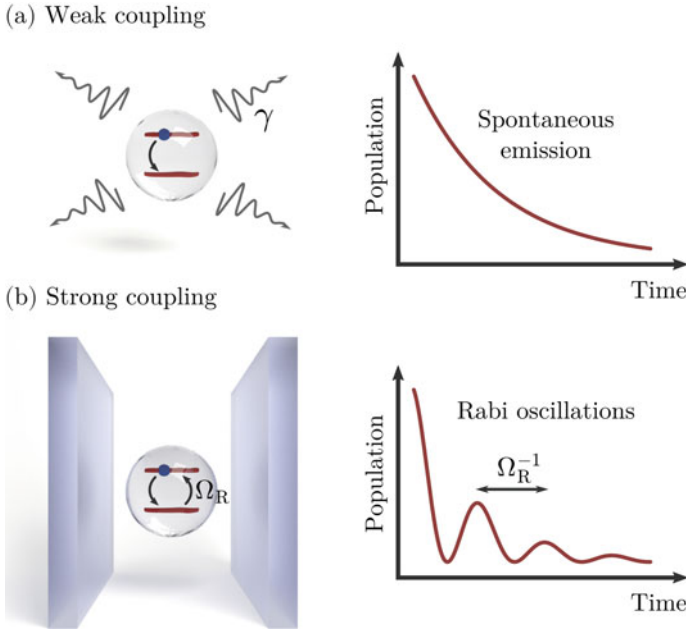 (a) Weak coupling
γ
Population
Spontaneous
emission
Time
(b) Strong coupling
Ω_R
Population
Rabi oscillations
Ω_R^{-1}
Time